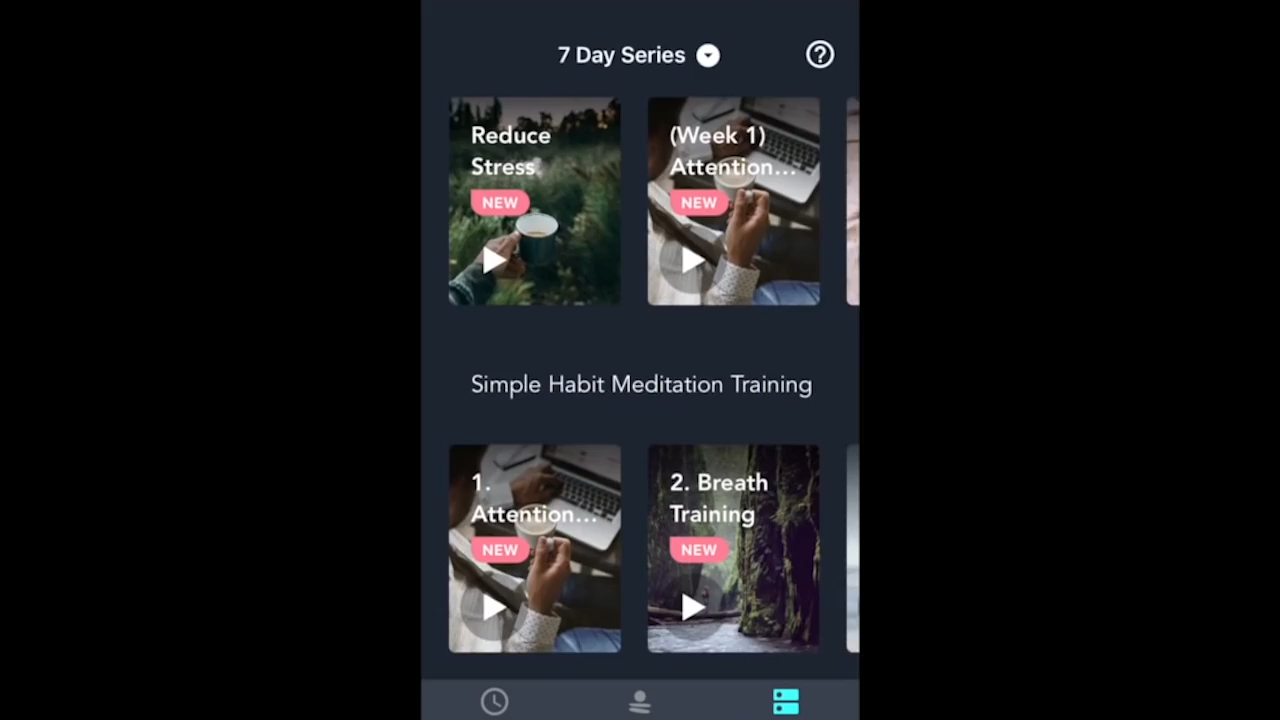 7 Day Series
Reduce
Stress
NEW
(Week 1)
Attention...
NEW
Simple Habit Meditation Training
1.
Attention...
NEW
2. Breath
Training
NEW